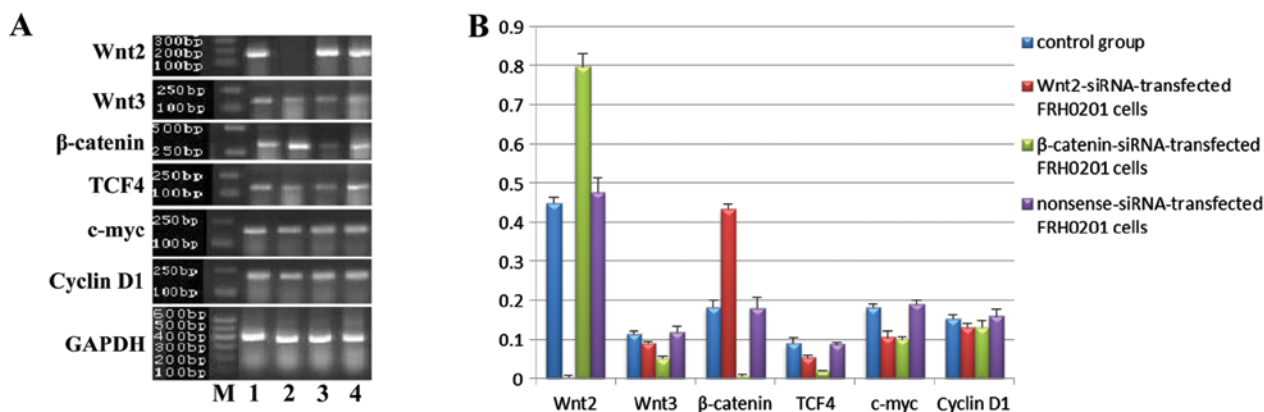 A
Wnt2
300bp
200bp
100bp
Wnt3
250bp
100bp
β-catenin
500bp
250bp
TCF4
250bp
100bp
c-myc
250bp
100bp
Cyclin D1
250bp
100bp
GAPDH
600bp
500bp
400bp
300bp
200bp
100bp
M 1 2 3 4
B
0.9
0.8
0.7
0.6
0.5
0.4
0.3
0.2
0.1
0
Wnt2 Wnt3 β-catenin TCF4 c-myc Cyclin D1
control group
Wnt2-siRNA-transfected
FRH0201 cells
β-catenin-siRNA-transfected
FRH0201 cells
nonsense-siRNA-transfected
FRH0201 cells